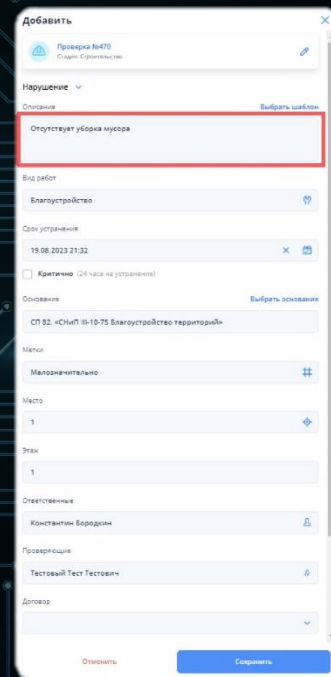 Добавить
Проверка №470
Стадия: Строительство
Нарушение
Описание
Выбрать шаблон
Отсутствует уборка мусора
Вид работ
Благоустройство
Срок устранения
19.08.2023 21:32
Критично (24 часа на устранение)
Основание
Выбрать основание
СП 82. «СНиП III-10-75 Благоустройство территорий»
Метки
Малозначительно
Место
1
Этаж
1
Ответственные
Константин Бородкин
Проверяющие
Тестовый Тест Тестович
Договор
Отменить
Сохранить